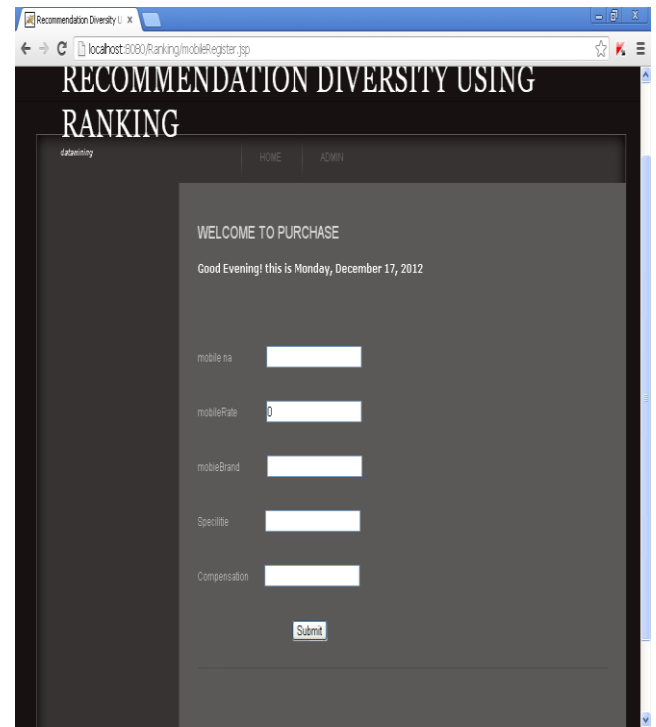 Recommendation Diversity U
localhost:8080/Ranking/mobileRegister.jsp
RECOMMENDATION DIVERSITY USING
RANKING
datamining
HOME ADMIN
WELCOME TO PURCHASE
Good Evening! this is Monday, December 17, 2012
mobile na
mobileRate 0
mobieBrand
Specilitie
Compensation
Submit